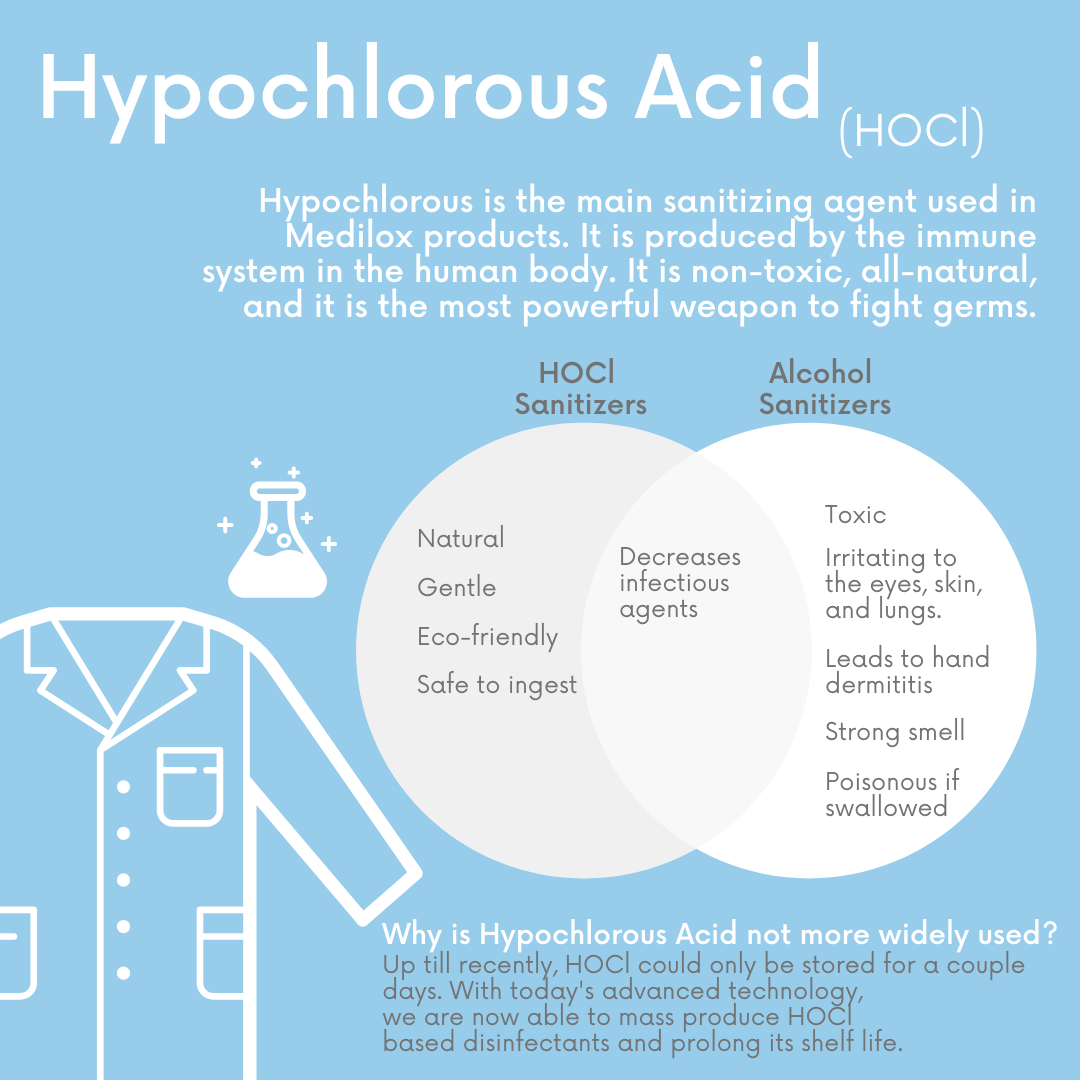 Hypochlorous Acid (HOCl)
Hypochlorous is the main sanitizing agent used in
Medilox products. It is produced by the immune
system in the human body. It is non-toxic, all-natural,
and it is the most powerful weapon to fight germs.
HOCl
Sanitizers
Natural
Gentle
Eco-friendly
Safe to ingest
Decreases
infectious
agents
Alcohol
Sanitizers
Toxic
Irritating to
the eyes, skin,
and lungs.
Leads to hand
dermititis
Strong smell
Poisonous if
swallowed
Why is Hypochlorous Acid not more widely used?
Up till recently, HOCl could only be stored for a couple
days. With today's advanced technology,
we are now able to mass produce HOCl
based disinfectants and prolong its shelf life.